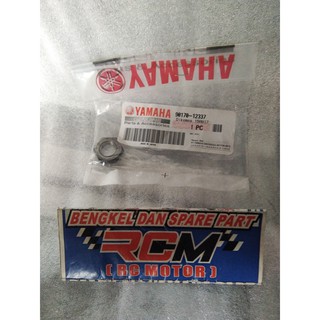 YAMAHA
YAMAHA
90170-12337
1 PC
BENGKEL DAN SPARE PART
RCM
( RC MOTOR )